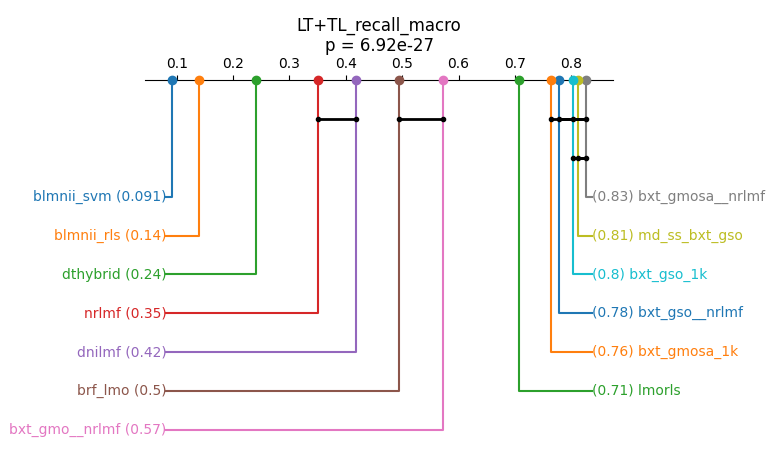 LT+TL_recall_macro
p = 6.92e-27
0.1 0.2 0.3 0.4 0.5 0.6 0.7 0.8
blmnii_svm (0.091) (0.83) bxt_gmosa__nrlmf
blmnii_rls (0.14) (0.81) md_ss_bxt_gso
dthybrid (0.24) (0.8) bxt_gso_1k
nrlmf (0.35) (0.78) bxt_gso__nrlmf
dnilmf (0.42) (0.76) bxt_gmosa_1k
brf_lmo (0.5) (0.71) lmorls
bxt_gmo__nrlmf (0.57)